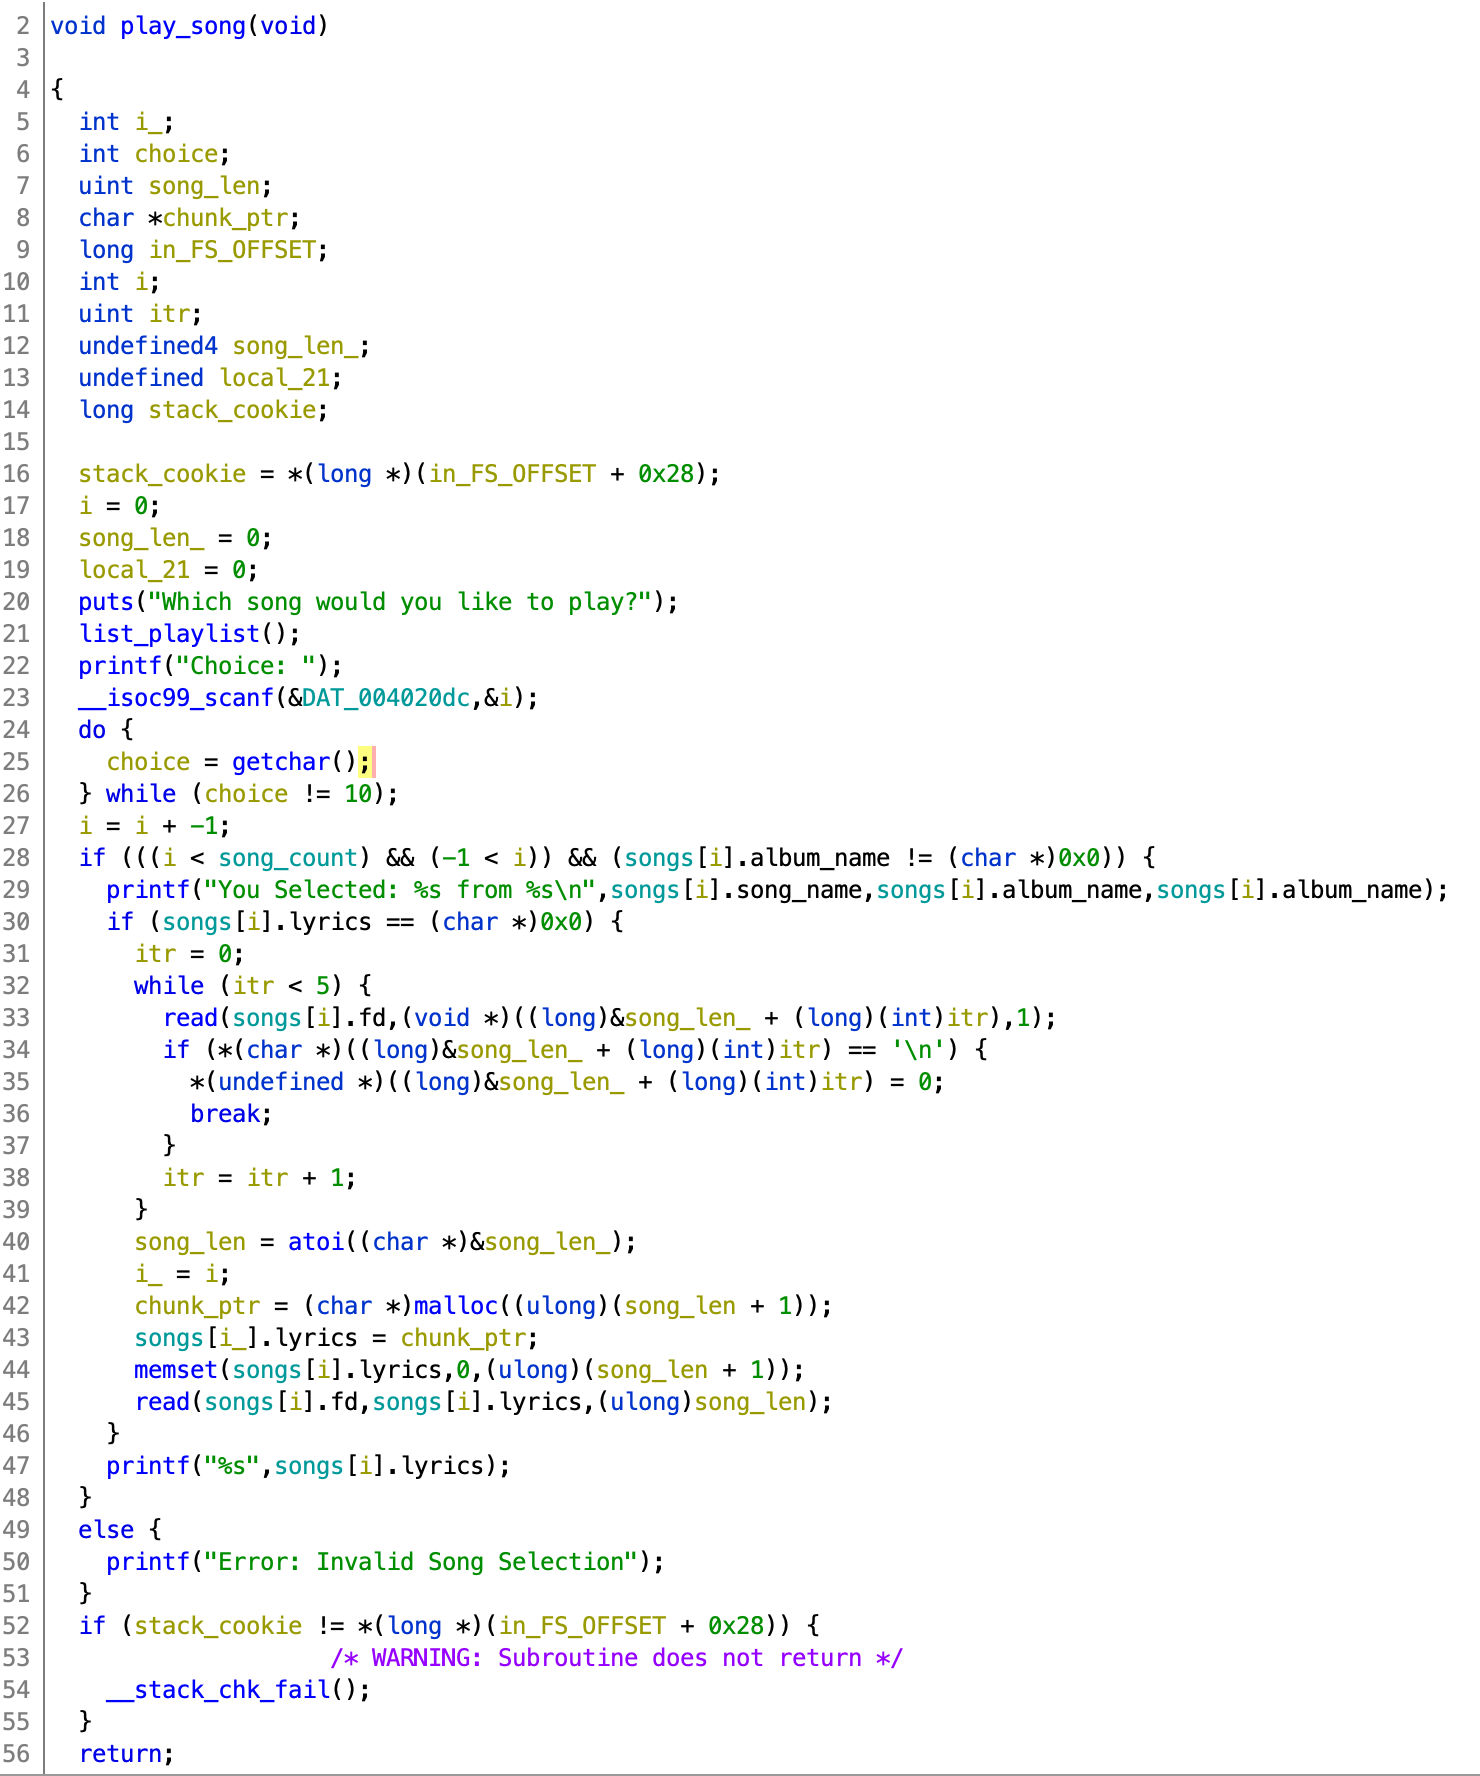 2 void play_song(void)
3
4 {
5   int i_;
6   int choice;
7   uint song_len;
8   char *chunk_ptr;
9   long in_FS_OFFSET;
10   int i;
11   uint itr;
12   undefined4 song_len_;
13   undefined local_21;
14   long stack_cookie;
15
16   stack_cookie = *(long *)(in_FS_OFFSET + 0x28);
17   i = 0;
18   song_len_ = 0;
19   local_21 = 0;
20   puts("Which song would you like to play?");
21   list_playlist();
22   printf("Choice: ");
23   __isoc99_scanf(&DAT_004020dc,&i);
24   do {
25     choice = getchar();
26   } while (choice != 10);
27   i = i + -1;
28   if (((i < song_count) && (-1 < i)) && (songs[i].album_name != (char *)0x0)) {
29     printf("You Selected: %s from %s\n",songs[i].song_name,songs[i].album_name,songs[i].album_name);
30     if (songs[i].lyrics == (char *)0x0) {
31       itr = 0;
32       while (itr < 5) {
33         read(songs[i].fd,(void *)((long)&song_len_ + (long)(int)itr),1);
34         if (*(char *)((long)&song_len_ + (long)(int)itr) == '\n') {
35           *(undefined *)((long)&song_len_ + (long)(int)itr) = 0;
36           break;
37         }
38         itr = itr + 1;
39       }
40       song_len = atoi((char *)&song_len_);
41       i_ = i;
42       chunk_ptr = (char *)malloc((ulong)(song_len + 1));
43       songs[i_].lyrics = chunk_ptr;
44       memset(songs[i].lyrics,0,(ulong)(song_len + 1));
45       read(songs[i].fd,songs[i].lyrics,(ulong)song_len);
46     }
47     printf("%s",songs[i].lyrics);
48   }
49   else {
50     printf("Error: Invalid Song Selection");
51   }
52   if (stack_cookie != *(long *)(in_FS_OFFSET + 0x28)) {
53                     /* WARNING: Subroutine does not return */
54     __stack_chk_fail();
55   }
56   return;